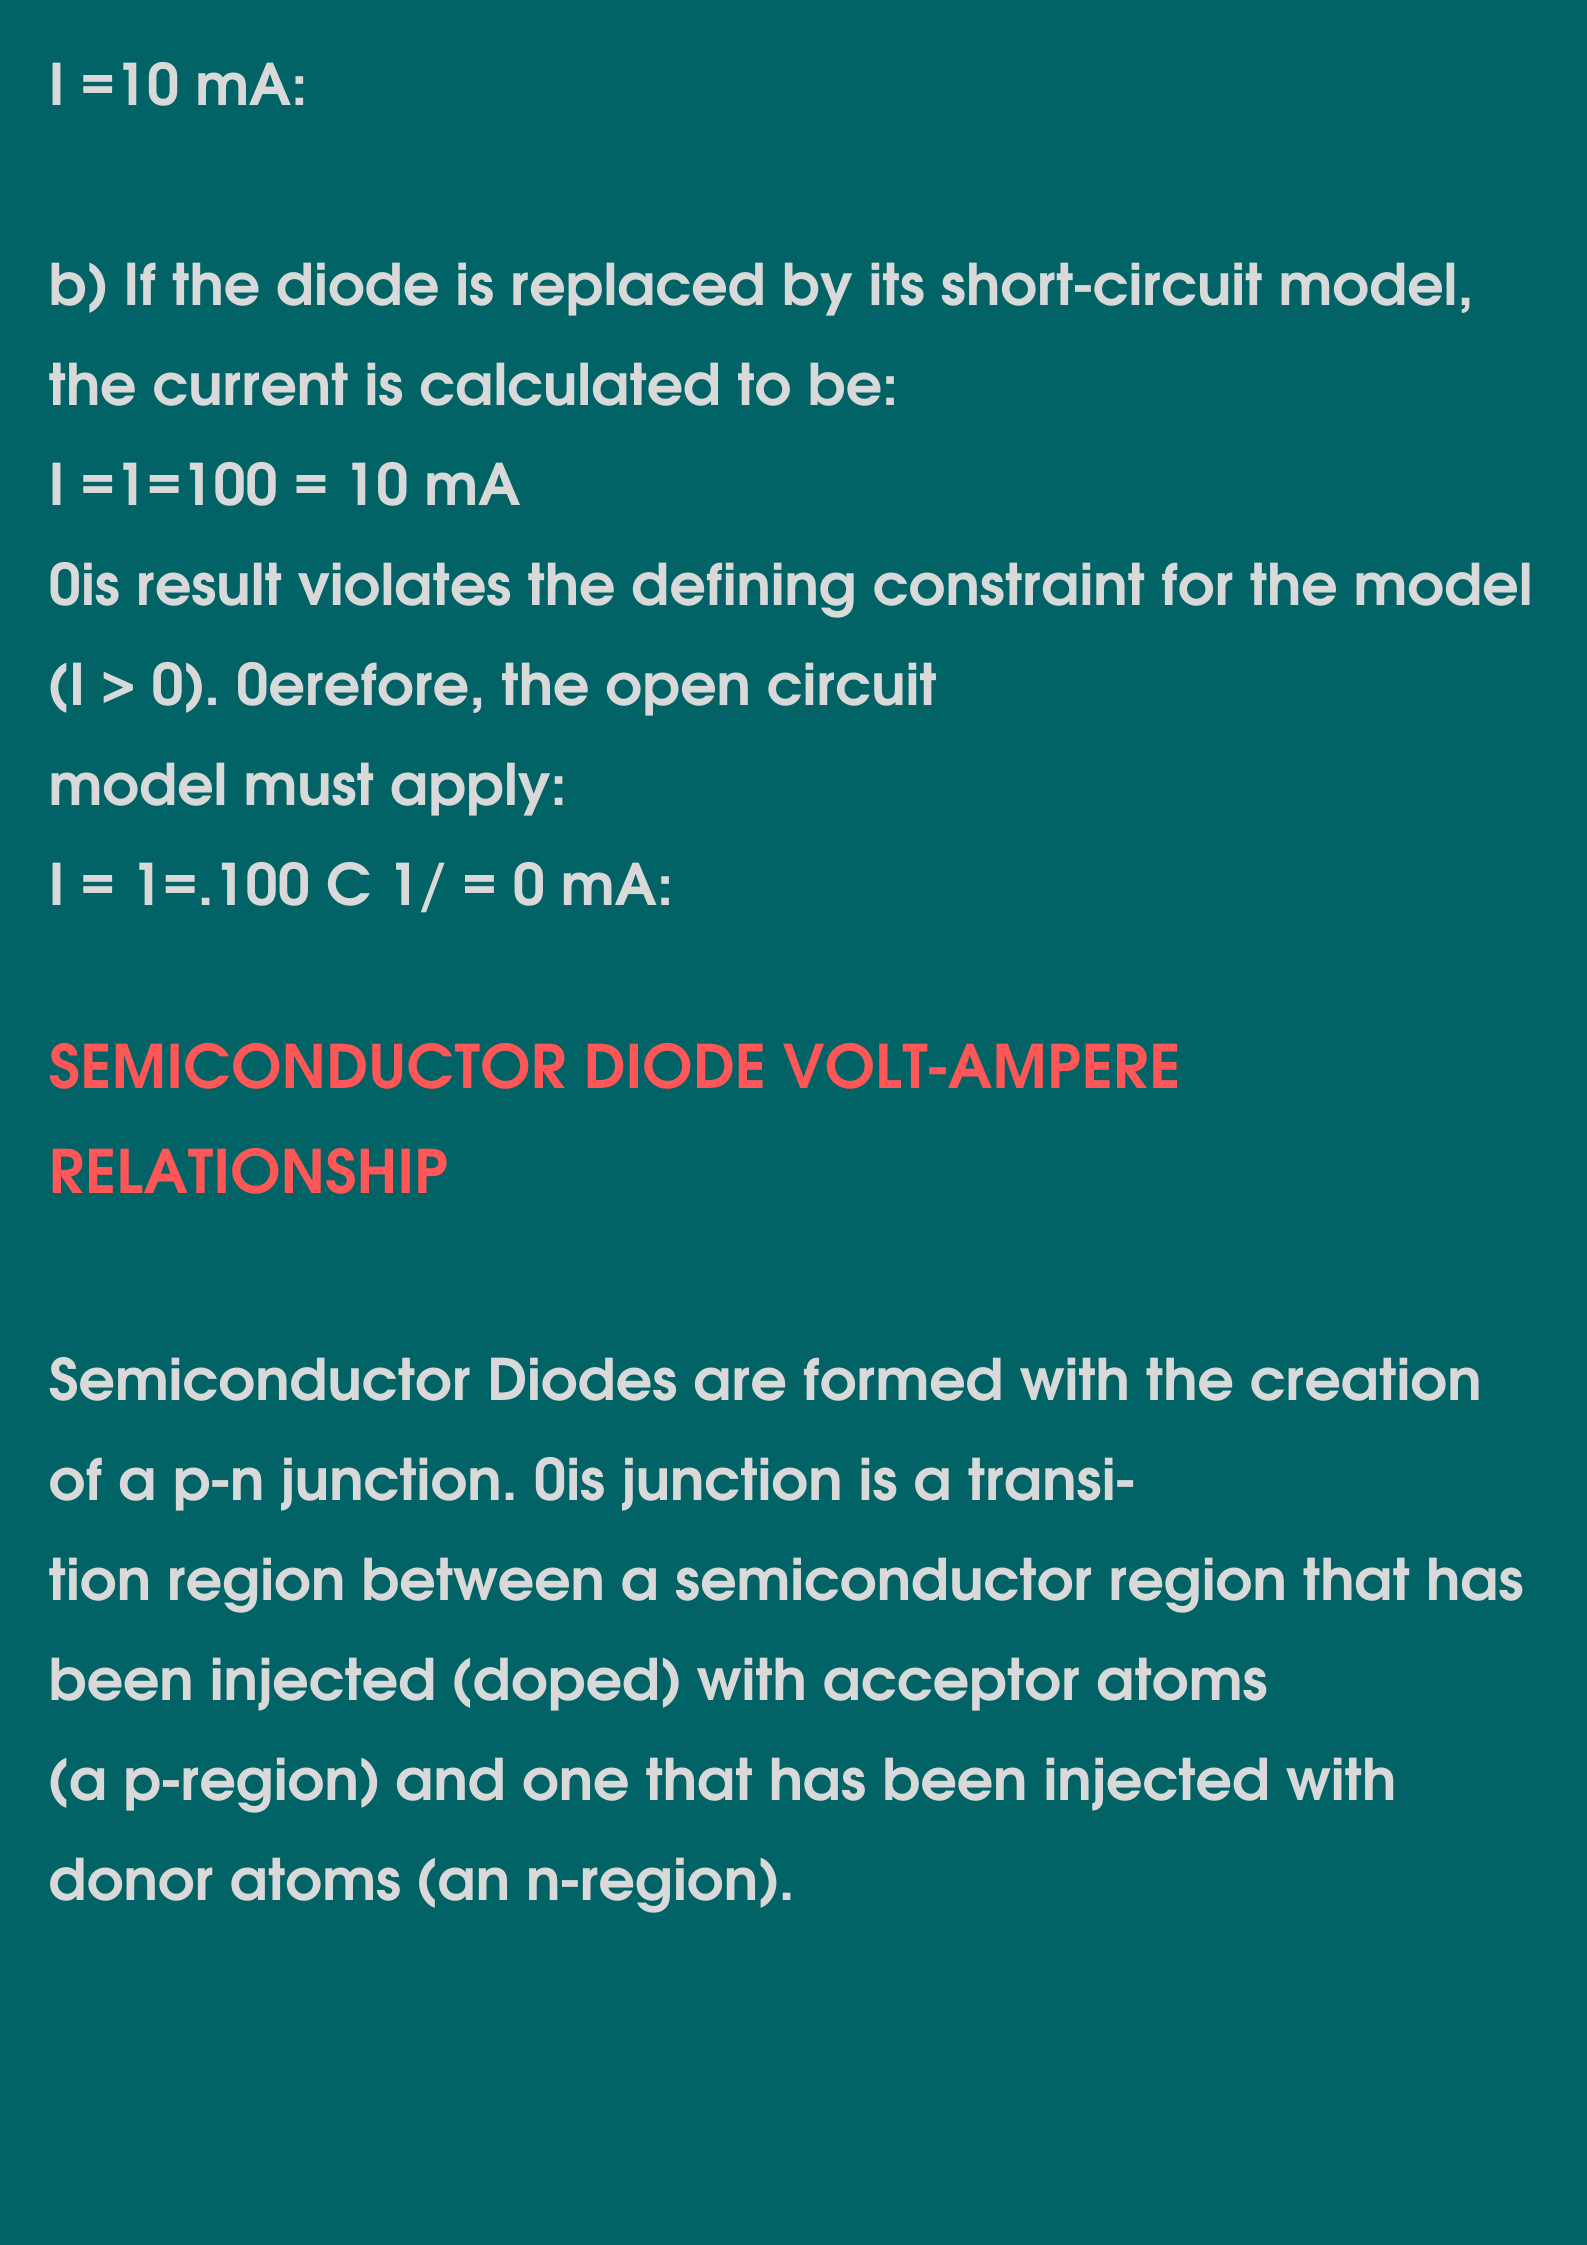 I =10 mA:
b) If the diode is replaced by its short-circuit model,
the current is calculated to be:
I =1=100 = 10 mA
0is result violates the defining constraint for the model
(I > 0). 0erefore, the open circuit
model must apply:
I = 1=.100 C 1/ = 0 mA:
SEMICONDUCTOR DIODE VOLT-AMPERE
RELATIONSHIP
Semiconductor Diodes are formed with the creation
of a p-n junction. 0is junction is a transi-
tion region between a semiconductor region that has
been injected (doped) with acceptor atoms
(a p-region) and one that has been injected with
donor atoms (an n-region).